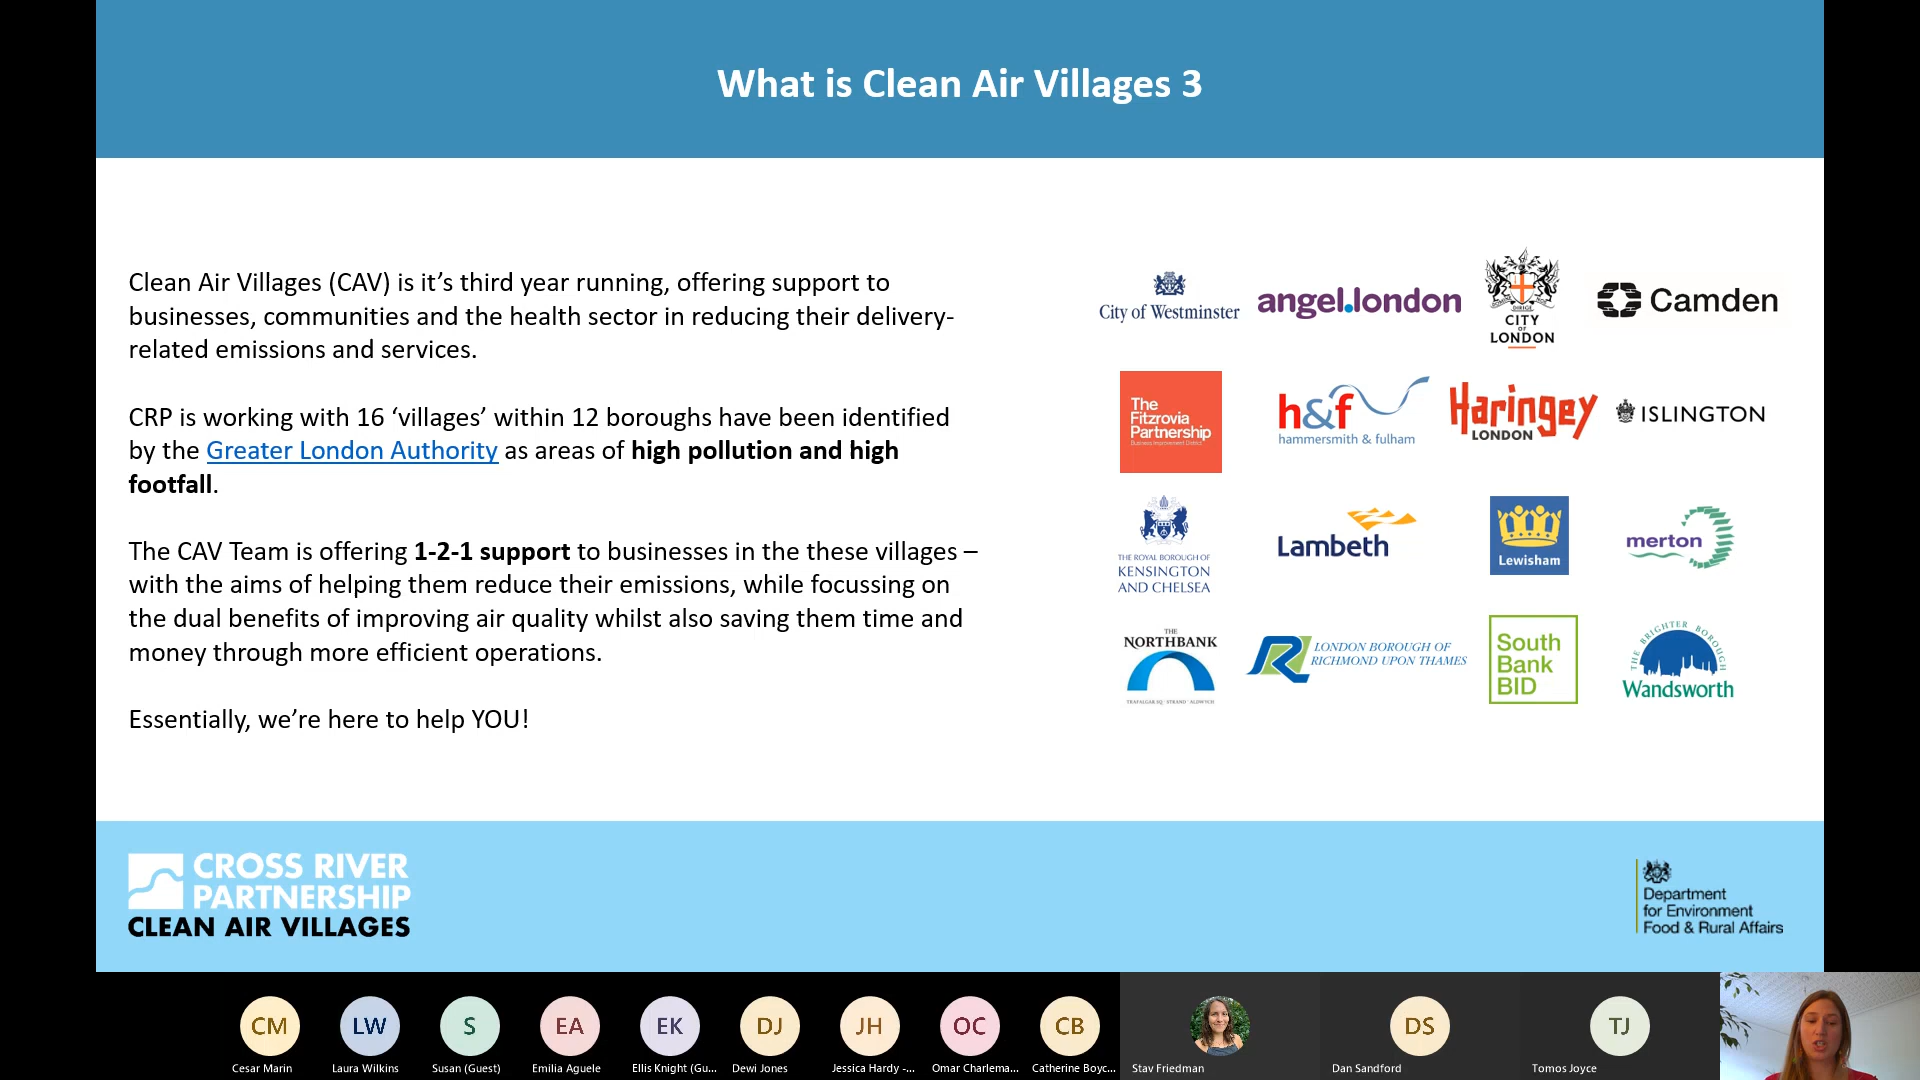 What is Clean Air Villages 3
Clean Air Villages (CAV) is it’s third year running, offering support to
businesses, communities and the health sector in reducing their delivery-
related emissions and services.
CRP is working with 16 ‘villages’ within 12 boroughs have been identified
by the Greater London Authority as areas of high pollution and high
footfall.
The CAV Team is offering 1-2-1 support to businesses in the these villages –
with the aims of helping them reduce their emissions, while focussing on
the dual benefits of improving air quality whilst also saving them time and
money through more efficient operations.
Essentially, we’re here to help YOU!
City of Westminster
angel.london
CITY
OF
LONDON
Camden
The
Fitzrovia
Partnership
h&f
hammersmith & fulham
Haringey
LONDON
ISLINGTON
THE ROYAL BOROUGH OF
KENSINGTON
AND CHELSEA
Lambeth
Lewisham
merton
THE
NORTHBANK
TRAFALGAR SQ · STRAND · ALDWYCH
LONDON BOROUGH OF
RICHMOND UPON THAMES
South
Bank
BID
THE BRIGHTER BOROUGH
Wandsworth
CROSS RIVER
PARTNERSHIP
CLEAN AIR VILLAGES
Department
for Environment
Food & Rural Affairs
CM
LW
S
EA
EK
DJ
JH
OC
CB
DS
TJ
Cesar Marin
Laura Wilkins
Susan (Guest)
Emilia Aguele
Ellis Knight (Gu...
Dewi Jones
Jessica Hardy -...
Omar Charlema...
Catherine Boyc...
Stav Friedman
Dan Sandford
Tomos Joyce